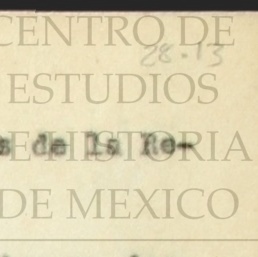 CENTRO DE
28.13
ESTUDIOS
s de la Re-
DE HISTORIA
DE MEXICO